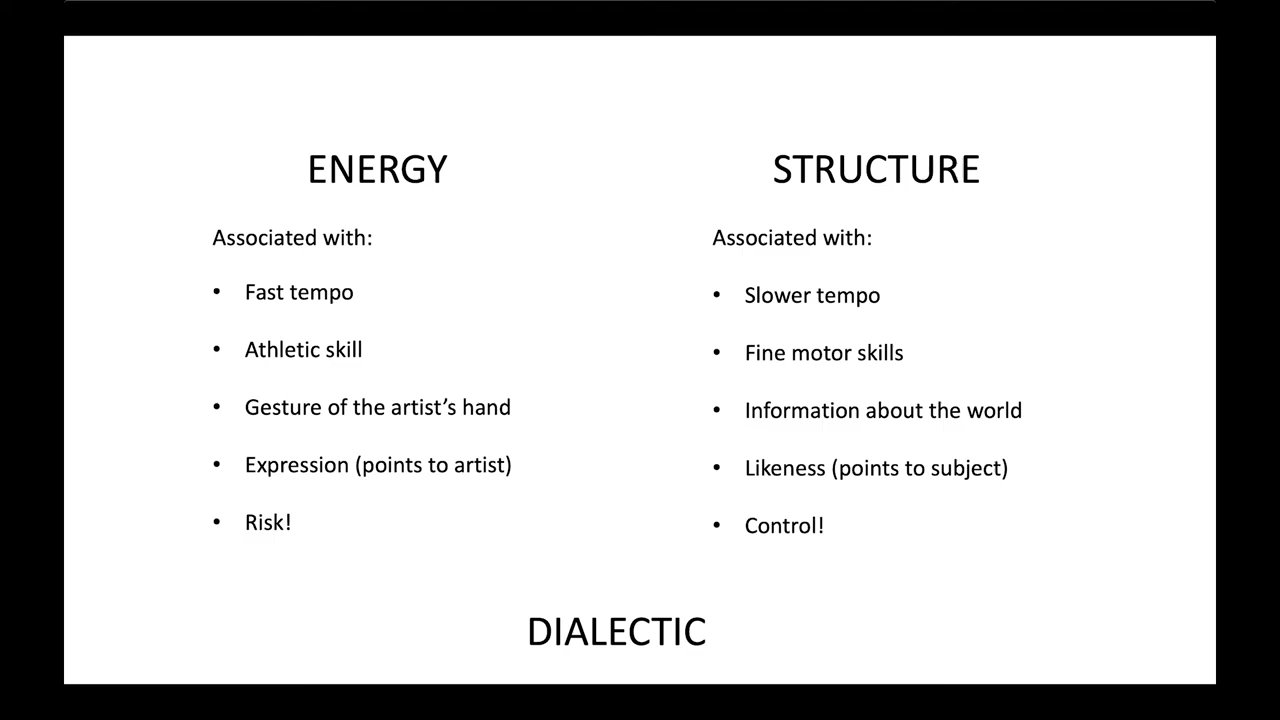 ENERGY
Associated with:
• Fast tempo
• Athletic skill
• Gesture of the artist’s hand
• Expression (points to artist)
• Risk!
STRUCTURE
Associated with:
• Slower tempo
• Fine motor skills
• Information about the world
• Likeness (points to subject)
• Control!
DIALECTIC